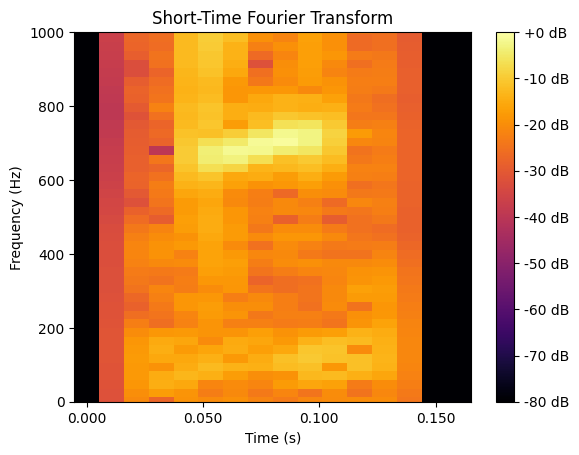 Short-Time Fourier Transform
1000
800
600
400
200
0
Frequency (Hz)
0.000
0.050
0.100
0.150
Time (s)
+0 dB
-10 dB
-20 dB
-30 dB
-40 dB
-50 dB
-60 dB
-70 dB
-80 dB